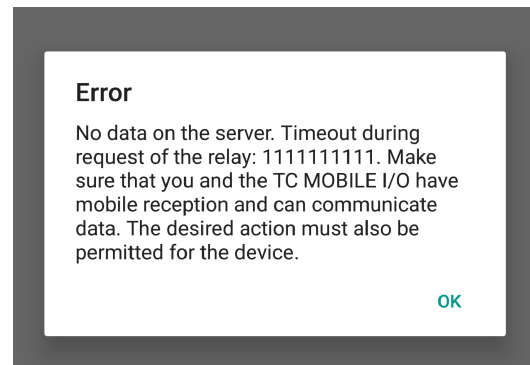 Error
No data on the server. Timeout during
request of the relay: 1111111111. Make
sure that you and the TC MOBILE I/O have
mobile reception and can communicate
data. The desired action must also be
permitted for the device.
OK